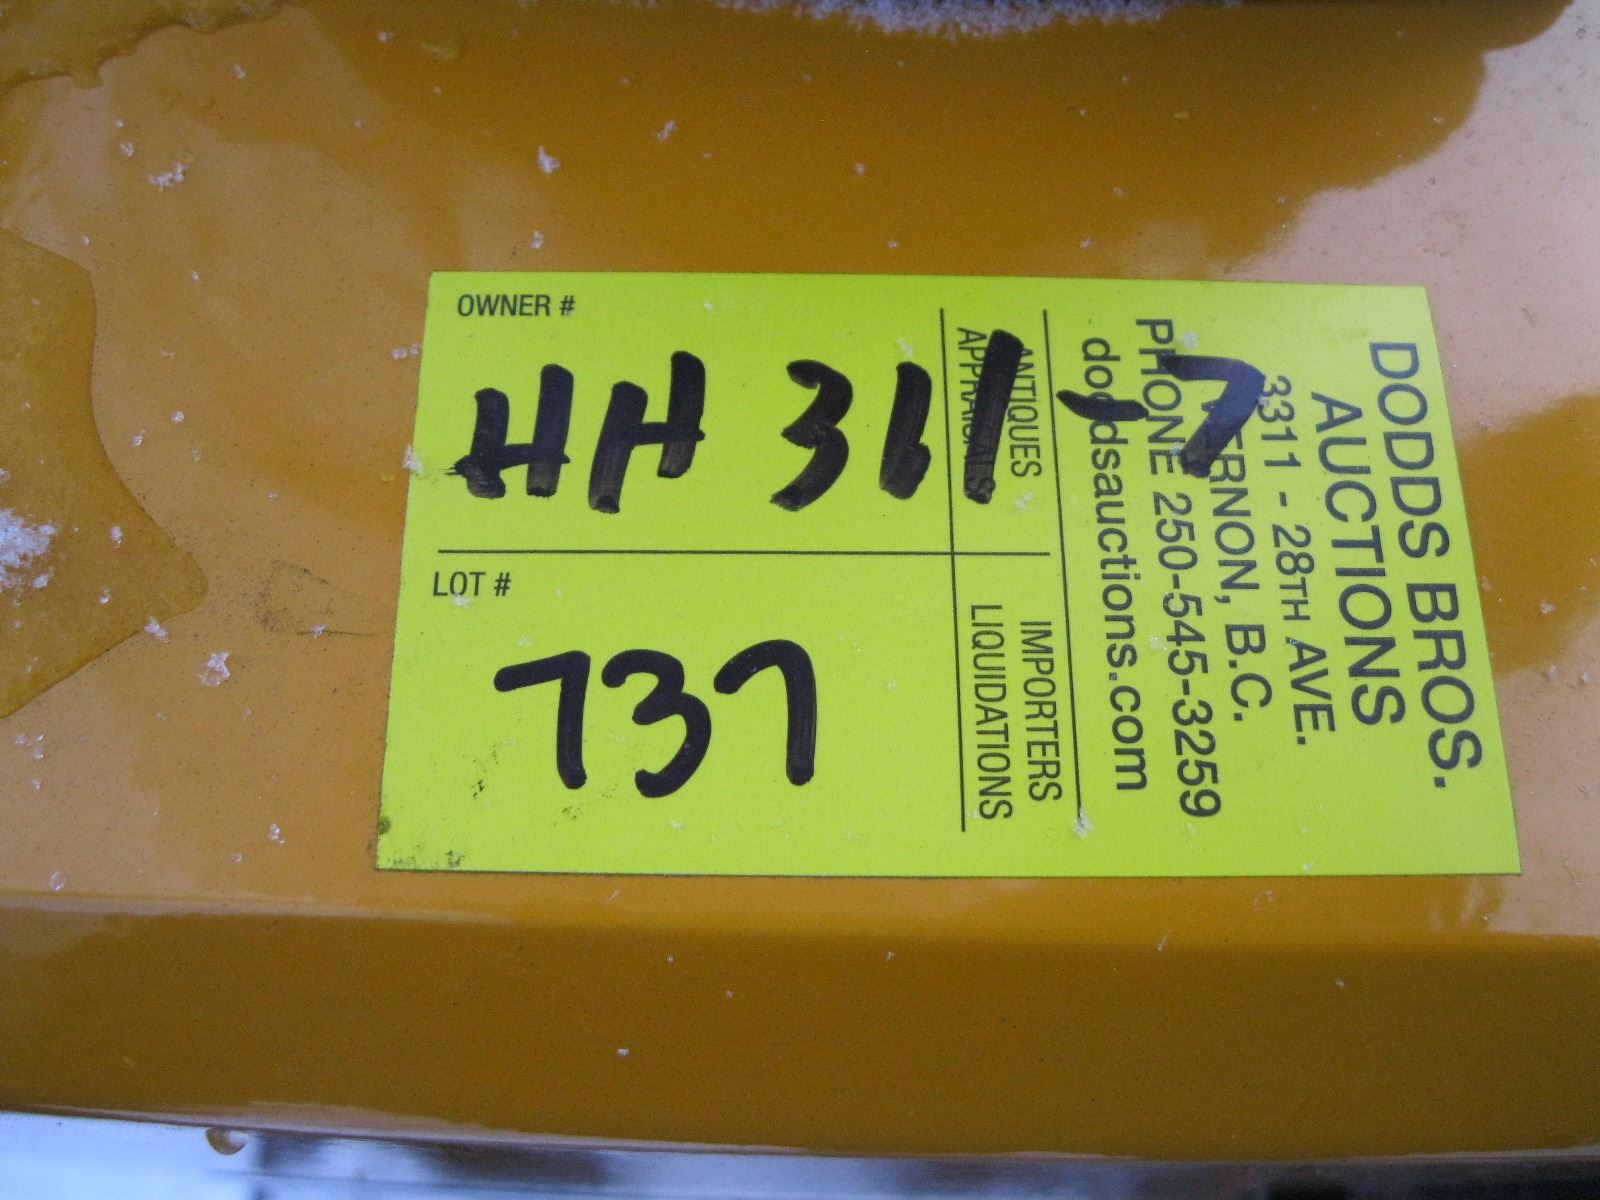 DODDS BROS.
AUCTIONS
3311 - 28TH AVE.
VERNON, B.C.
PHONE 250-545-3259
doddsauctions.com
ANTIQUES
APPRAISALS
IMPORTERS
LIQUIDATIONS
OWNER #
HH 311-7
LOT #
737